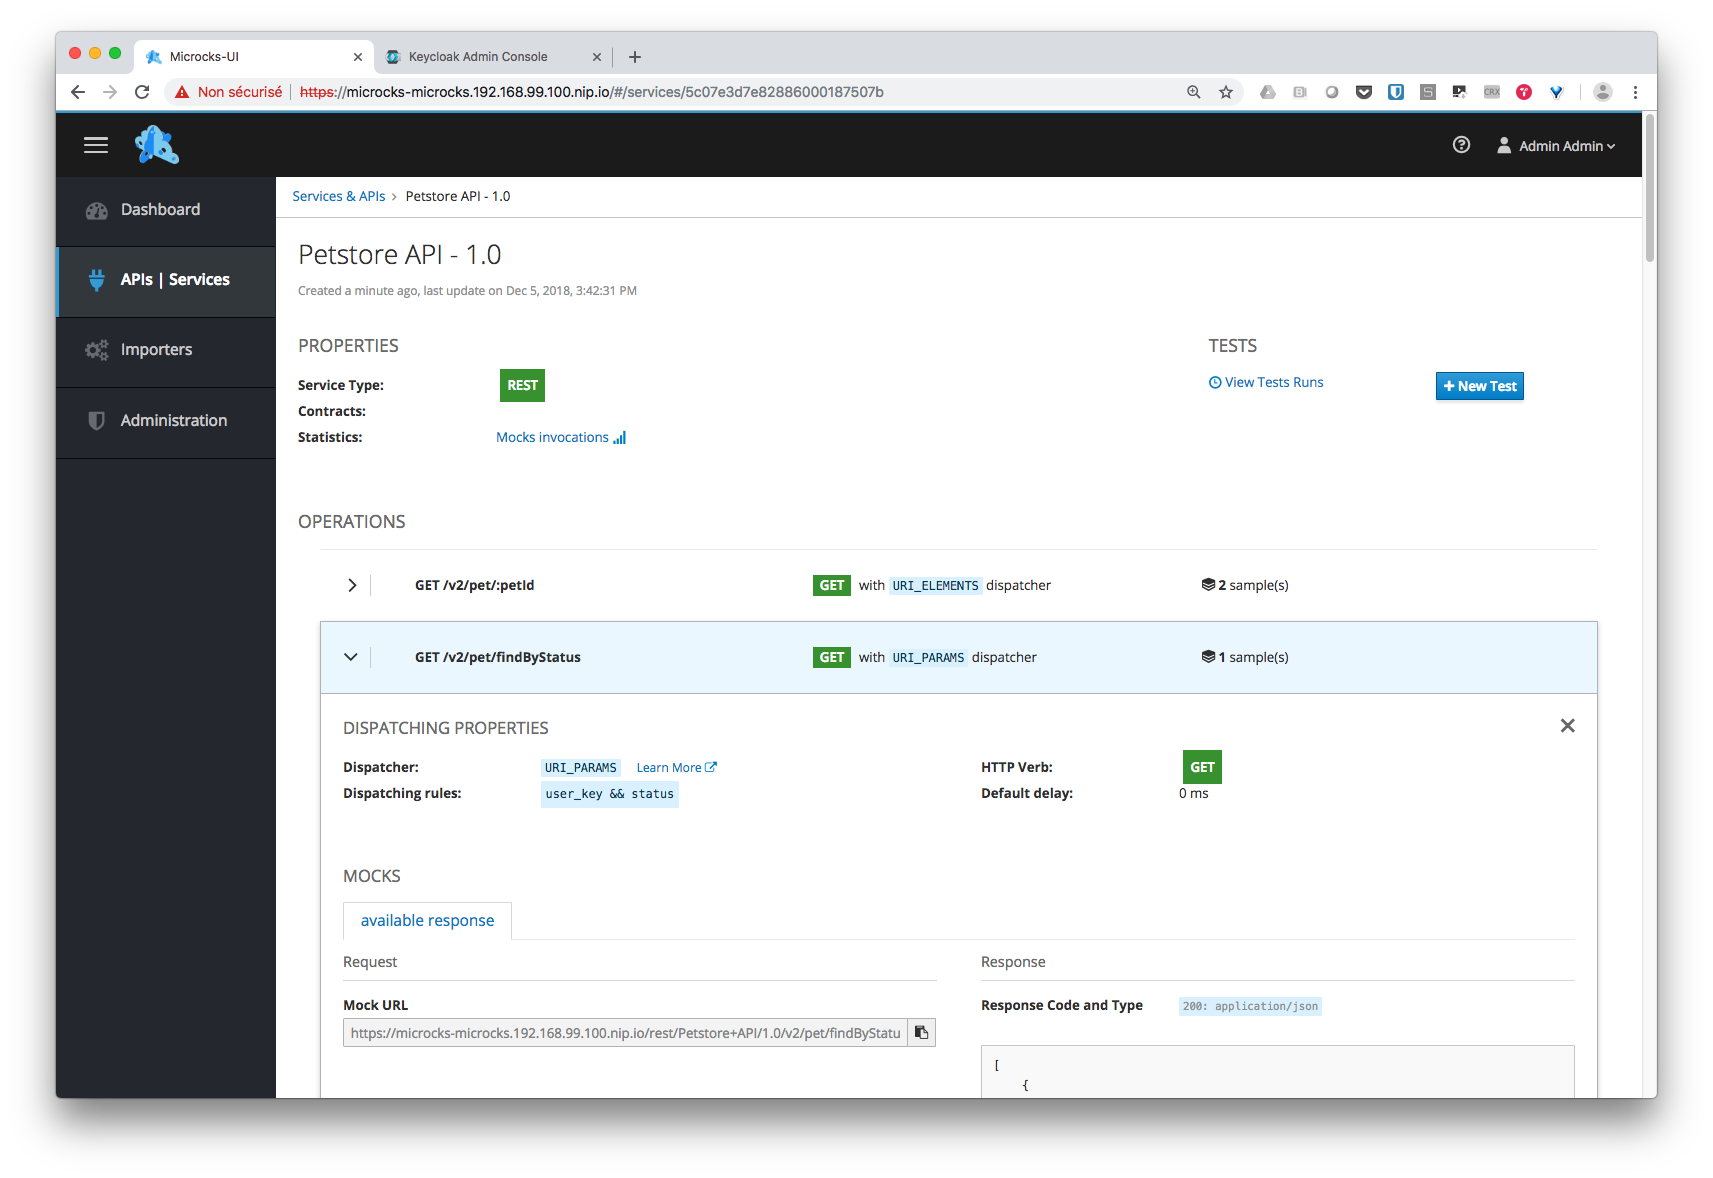 Microcks-UI
Keycloak Admin Console
Non sécurisé https://microcks-microcks.192.168.99.100.nip.io/#/services/5c07e3d7e82886000187507b
CRX
Admin Admin
Dashboard
APIs | Services
Importers
Administration
Services & APIs > Petstore API - 1.0
Petstore API - 1.0
Created a minute ago, last update on Dec 5, 2018, 3:42:31 PM
PROPERTIES
Service Type: REST
Contracts:
Statistics: Mocks invocations
TESTS
View Tests Runs
+ New Test
OPERATIONS
GET /v2/pet/:petId GET with URI_ELEMENTS dispatcher 2 sample(s)
GET /v2/pet/findByStatus GET with URI_PARAMS dispatcher 1 sample(s)
DISPATCHING PROPERTIES
Dispatcher: URI_PARAMS Learn More
Dispatching rules: user_key && status
HTTP Verb: GET
Default delay: 0 ms
MOCKS
available response
Request
Mock URL
https://microcks-microcks.192.168.99.100.nip.io/rest/Petstore+API/1.0/v2/pet/findByStatu
Response
Response Code and Type 200: application/json
[
{